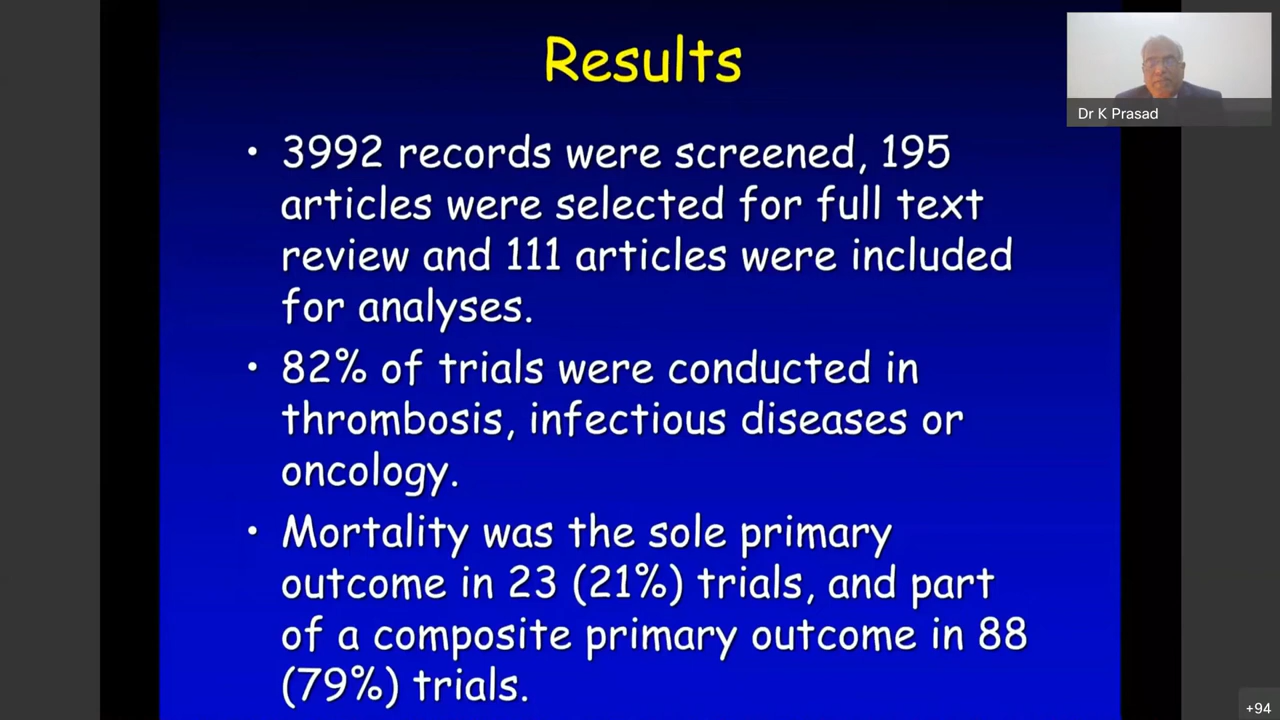 Results
• 3992 records were screened, 195
articles were selected for full text
review and 111 articles were included
for analyses.
• 82% of trials were conducted in
thrombosis, infectious diseases or
oncology.
• Mortality was the sole primary
outcome in 23 (21%) trials, and part
of a composite primary outcome in 88
(79%) trials.
Dr K Prasad
+94